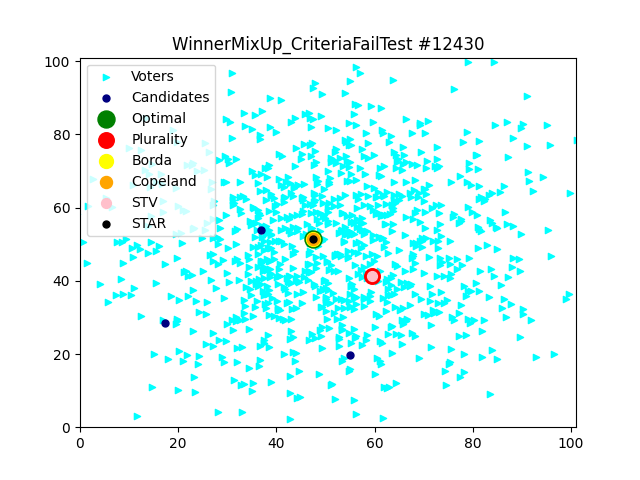 WinnerMixUp_CriteriaFailTest #12430
Voters
Candidates
Optimal
Plurality
Borda
Copeland
STV
STAR
100
80
60
40
20
0
0 20 40 60 80 100